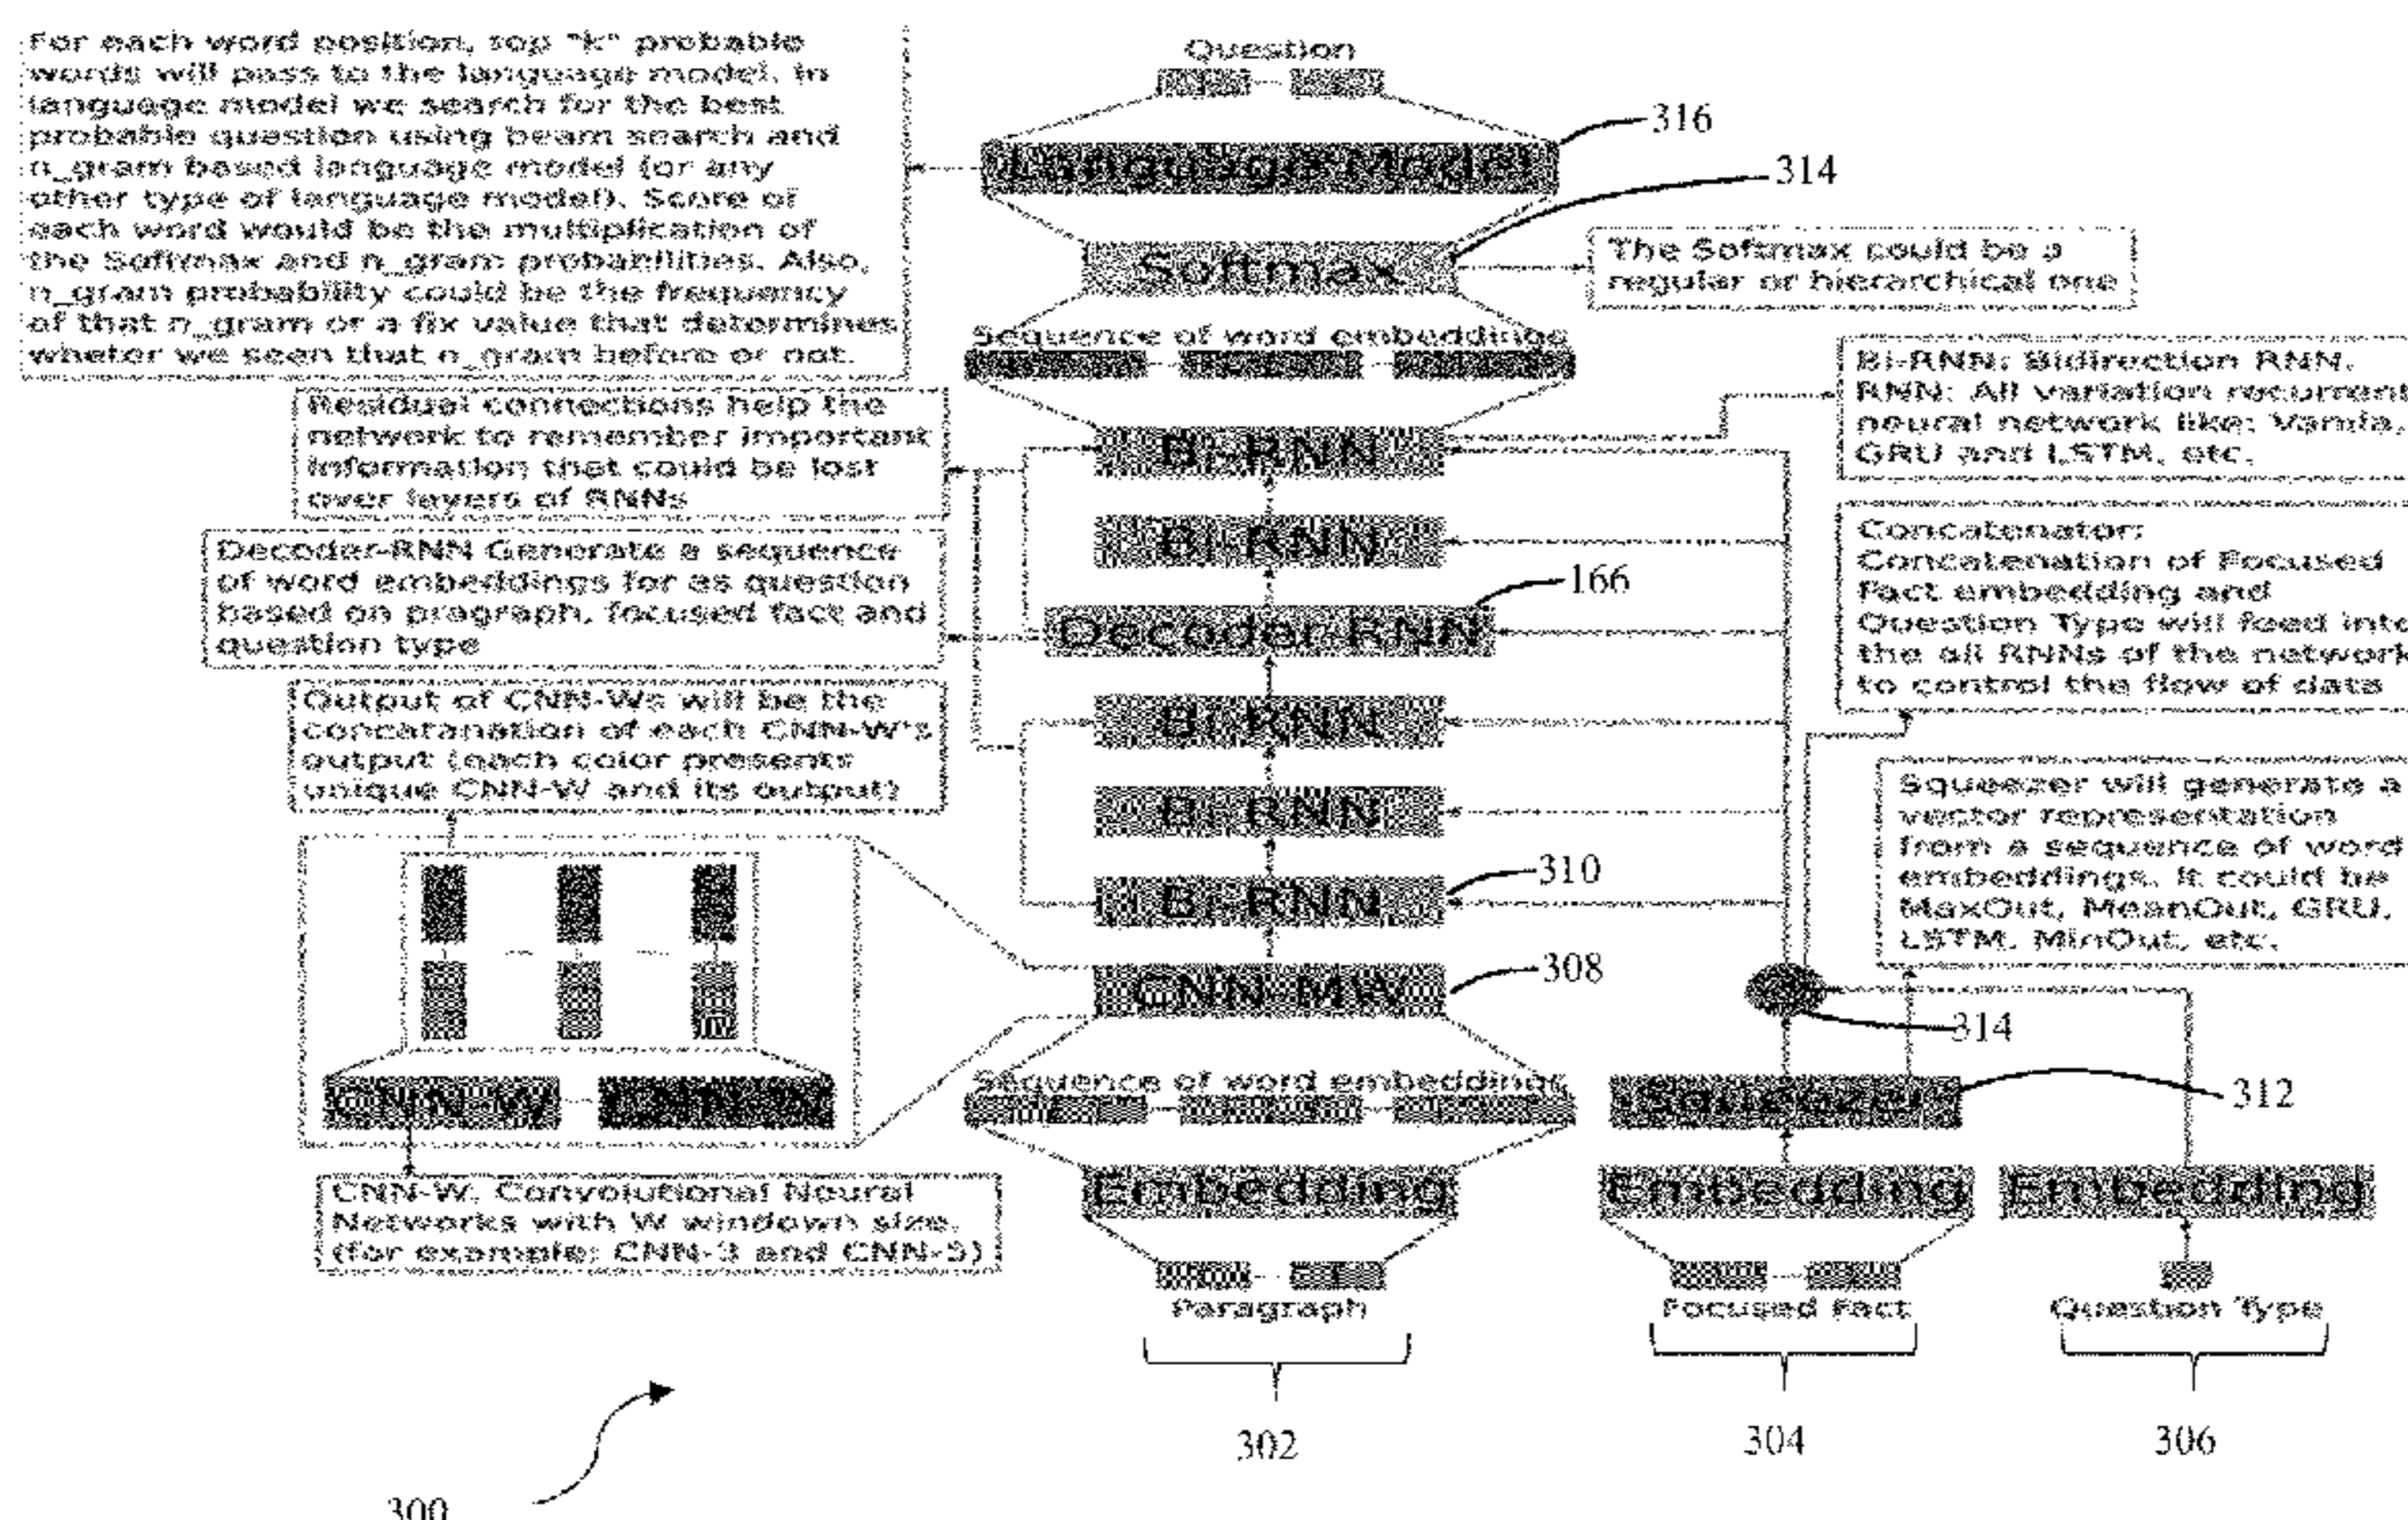 For each word position, top "k" probable
words will pass to the language model. In
language model we search for the best
probable question using beam search and
n_gram based language model (or any
other type of language model). Score of
each word would be the multiplication of
the Softmax and n_gram probabilities. Also,
n_gram probability could be the frequency
of that n_gram or a fix value that determines
wheter we seen that n_gram before or not.
Question
Language Model
316
314
Softmax
The Softmax could be a
regular or hierarchical one
Sequence of word embeddings
Residual connections help the
network to remember important
information that could be lost
over layers of RNNs
Bi-RNN
Bi-RNN: Bidirection RNN.
RNN: All variation recurrent
neural network like: Vanila,
GRU and LSTM, etc.
Bi-RNN
Decoder-RNN Generate a sequence
of word embeddings for as question
based on pragraph, focused fact and
question type
Decoder-RNN
166
Concatenator:
Concatenation of Focused
Fact embedding and
Question Type will feed into
the all RNNs of the network
to control the flow of data
Output of CNN-Ws will be the
concatanation of each CNN-W's
output (each color presents
unique CNN-W and its output)
Bi-RNN
Bi-RNN
Bi-RNN
310
Squeezer will generate a
vector representation
from a sequence of word
embeddings. It could be
MaxOut, MeanOut, GRU,
LSTM, MinOut, etc.
CNN-MW
308
314
CNN-W
CNN-W
Sequence of word embeddings
Squeezer
312
CNN-W: Convolutional Neural
Networks with W windown size.
(for example: CNN-3 and CNN-5)
Embedding
Embedding
Embedding
Paragraph
Focused Fact
Question Type
302
304
306
300